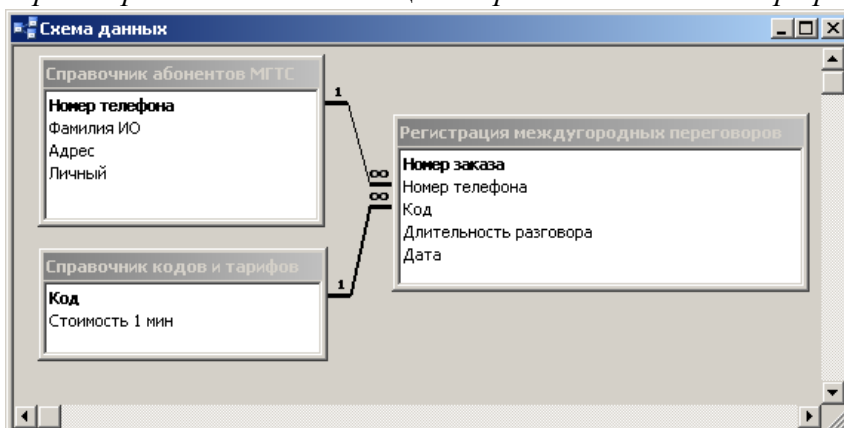 Схема данных
Справочник абонентов МГТС
Номер телефона
Фамилия ИО
Адрес
Личный
1
∞
∞
1
Регистрация междугородных переговоров
Номер заказа
Номер телефона
Код
Длительность разговора
Дата
Справочник кодов и тарифов
Код
Стоимость 1 мин